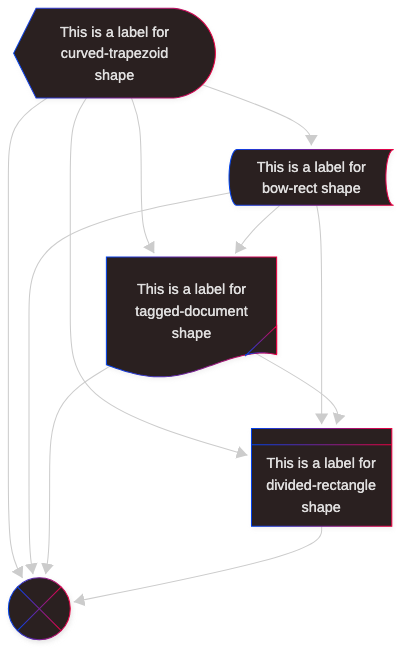 This is a label for
curved-trapezoid
shape
This is a label for
bow-rect shape
This is a label for
tagged-document
shape
This is a label for
divided-rectangle
shape